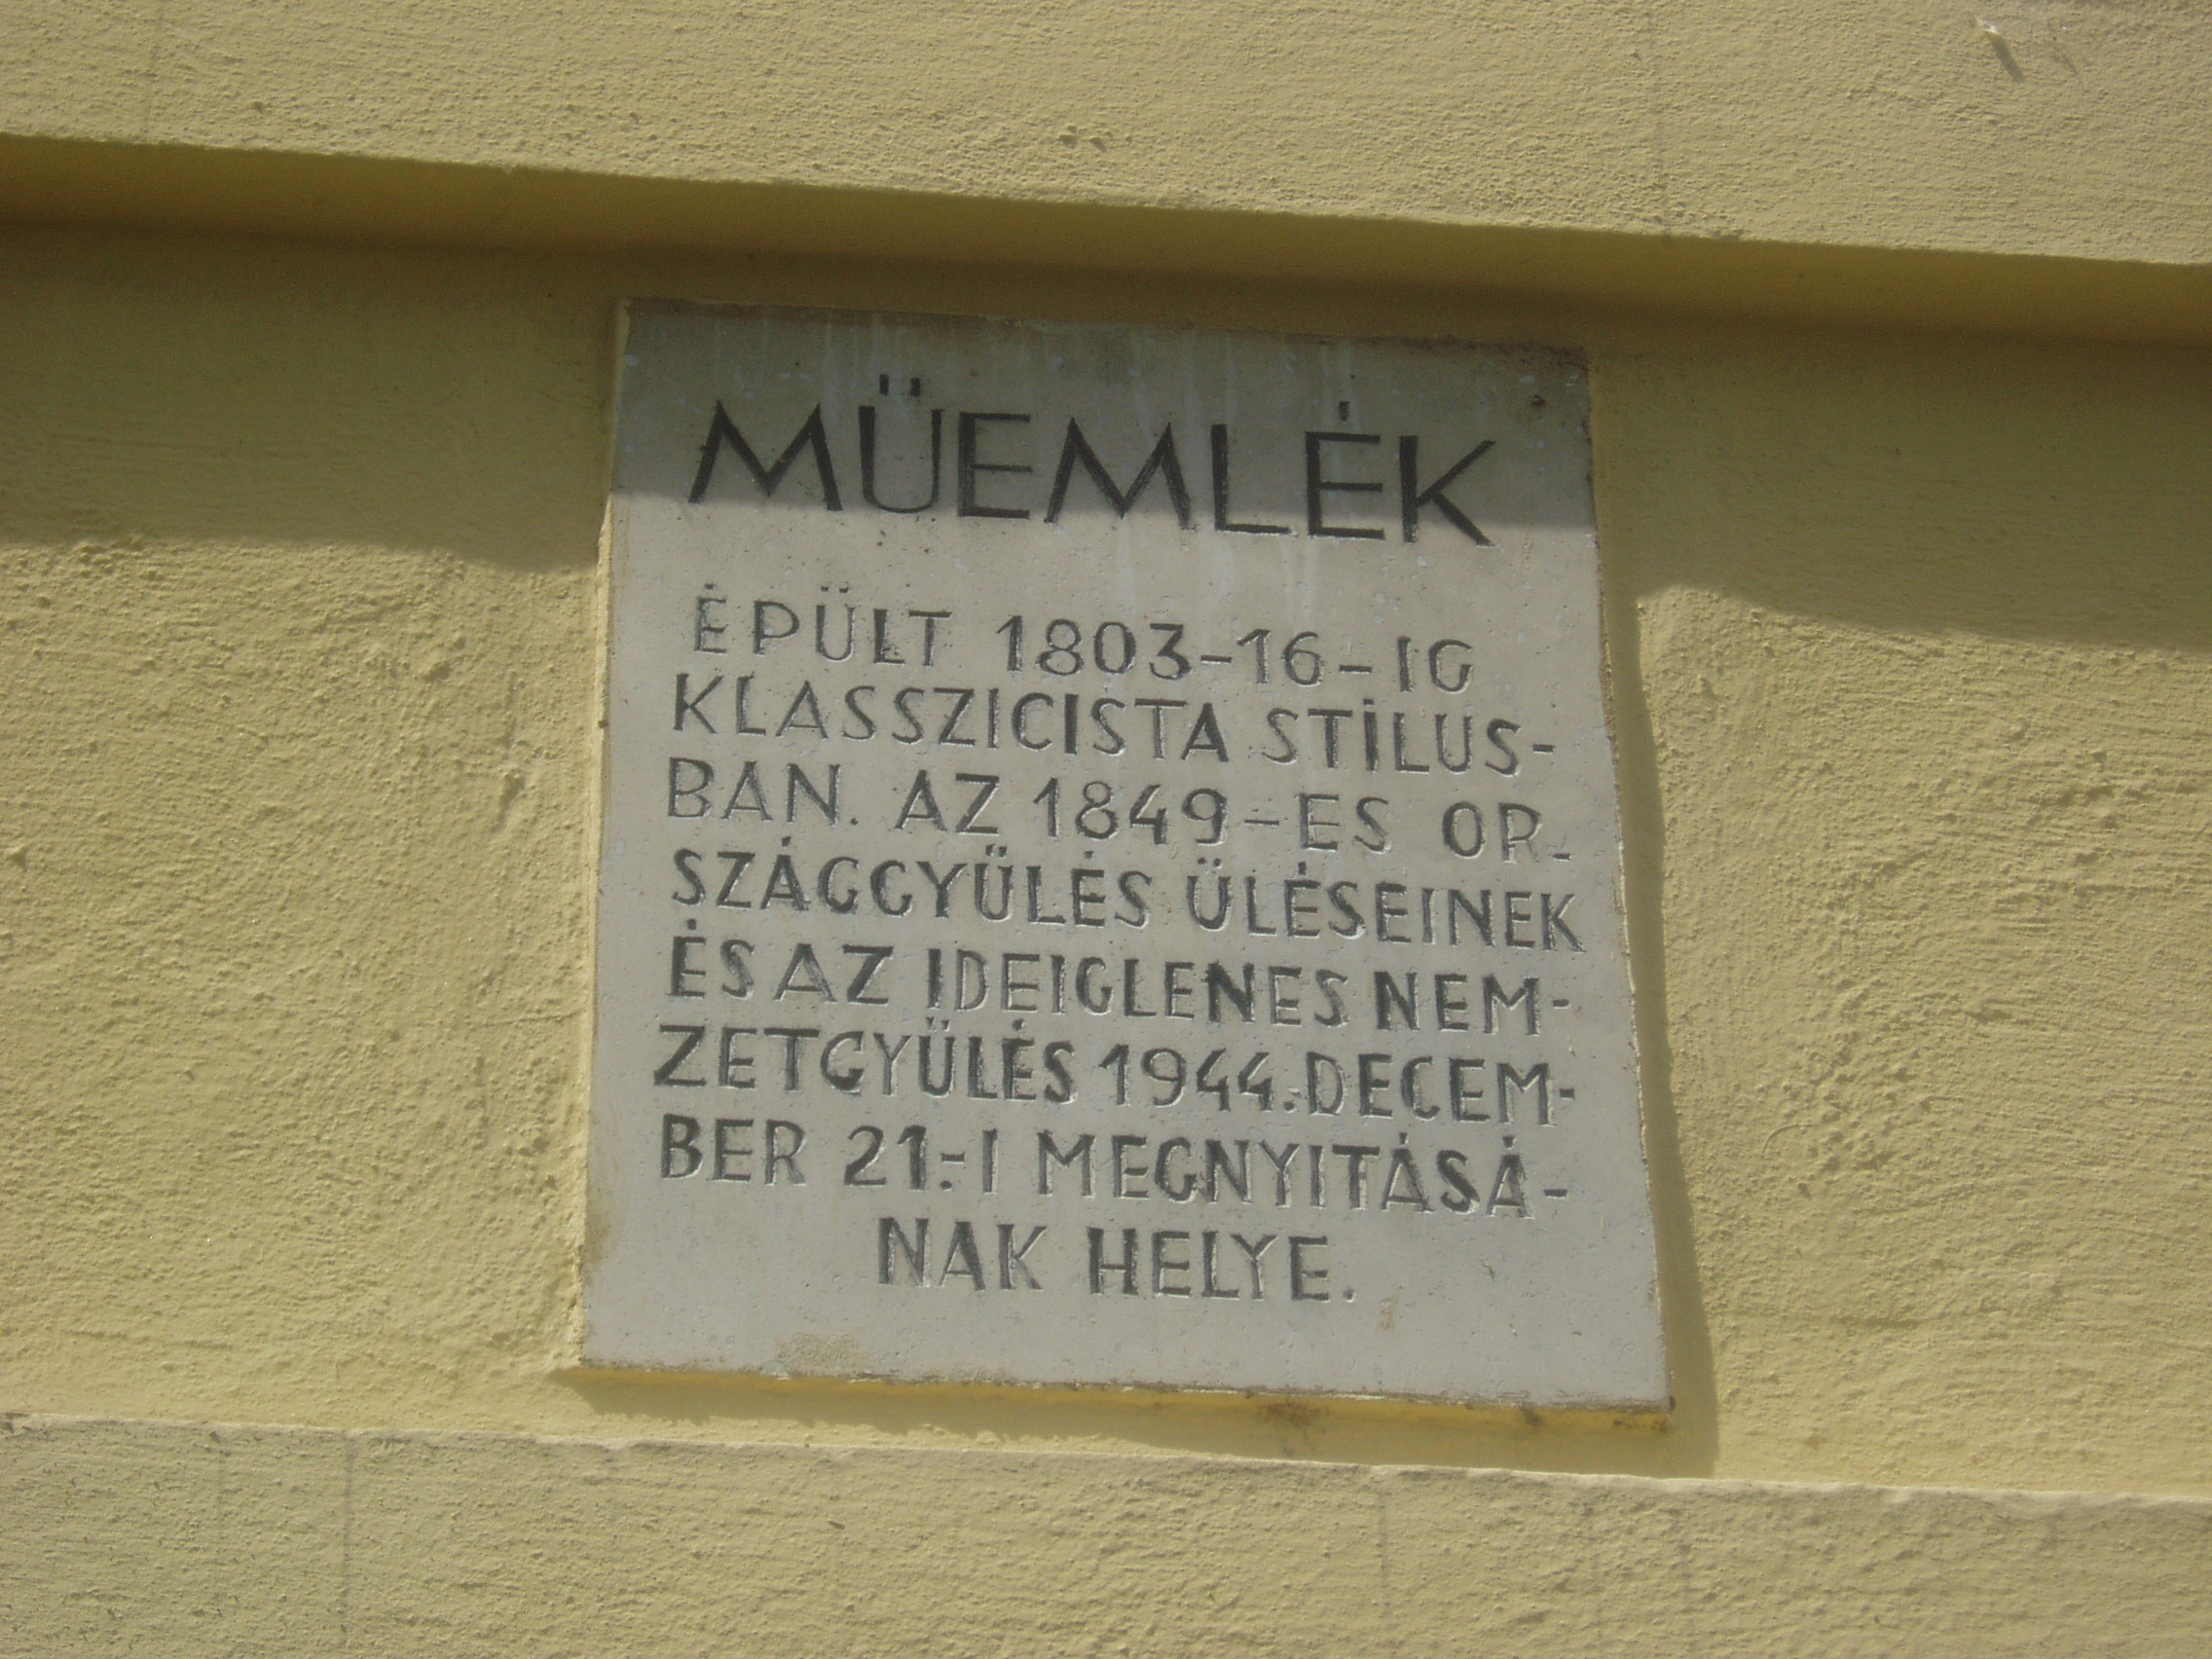 MÜEMLÉK
ÉPÜLT 1803-16-IG
KLASSZICISTA STÍLUS-
BAN. AZ 1849-ES OR-
SZÁGGYŰLÉS ÜLÉSEINEK
ÉS AZ IDEIGLENES NEM-
ZETGYÜLÉS 1944. DECEM-
BER 21.-I MEGNYITÁSÁ-
NAK HELYE.